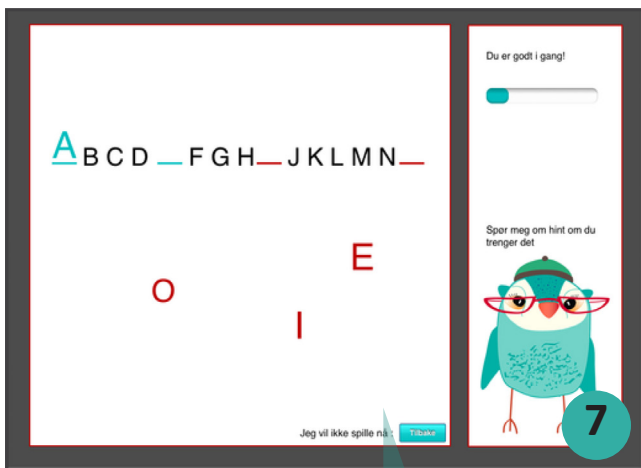 Du er godt i gang!
A B C D _ F G H _ J K L M N _
E
O
I
Spør meg om hint om du
trenger det
Jeg vil ikke spille nå :
Tilbake
7